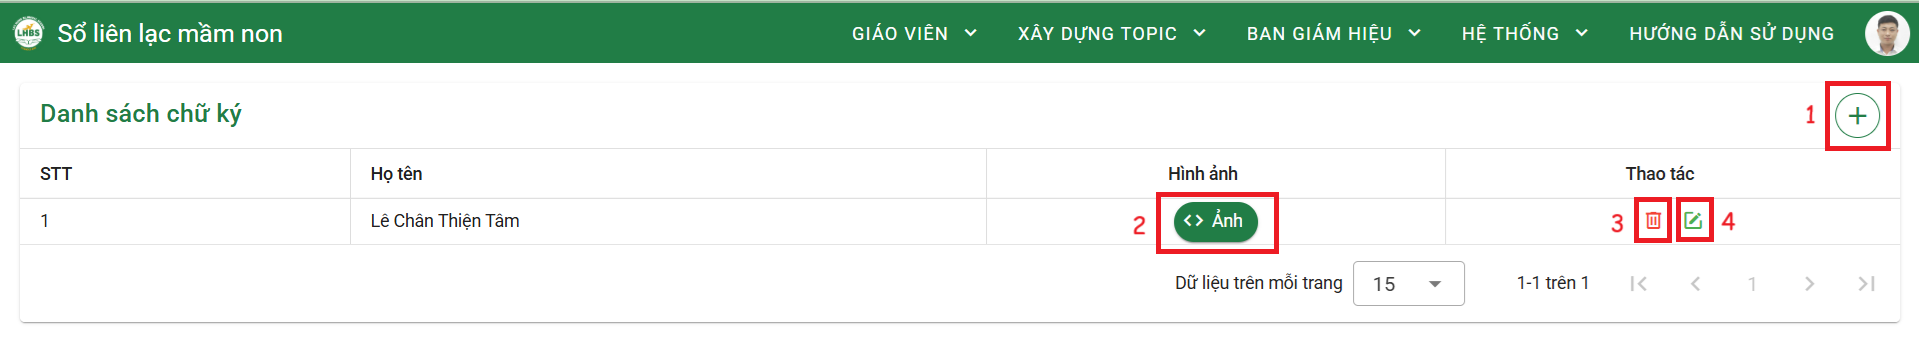 LHBS Sổ liên lạc mầm non GIÁO VIÊN XÂY DỰNG TOPIC BAN GIÁM HIỆU HỆ THỐNG HƯỚNG DẪN SỬ DỤNG
Danh sách chữ ký 1
STT Họ tên Hình ảnh Thao tác
1 Lê Chân Thiện Tâm 2 Ảnh 3 4
Dữ liệu trên mỗi trang 15 1-1 trên 1 1